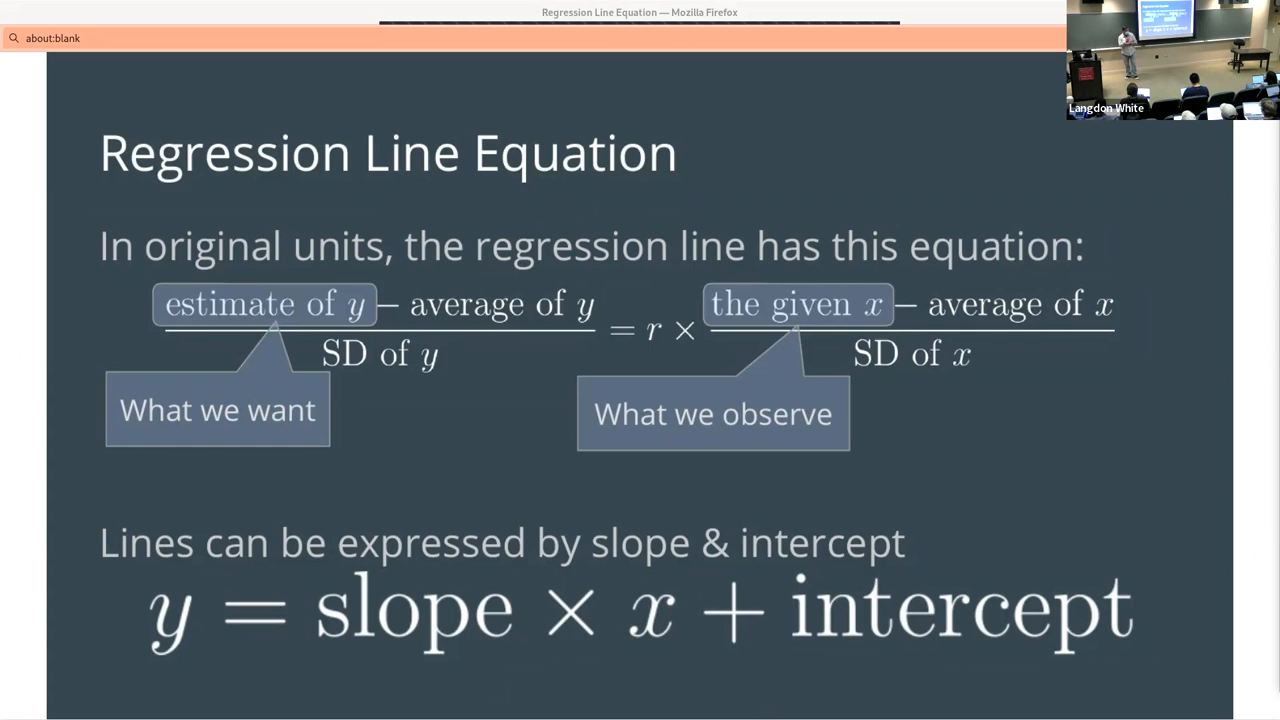 Regression Line Equation — Mozilla Firefox
about:blank
Langdon White
Regression Line Equation
In original units, the regression line has this equation:
estimate of y − average of y
SD of y
= r ×
the given x − average of x
SD of x
What we want
What we observe
Lines can be expressed by slope & intercept
y = slope × x + intercept